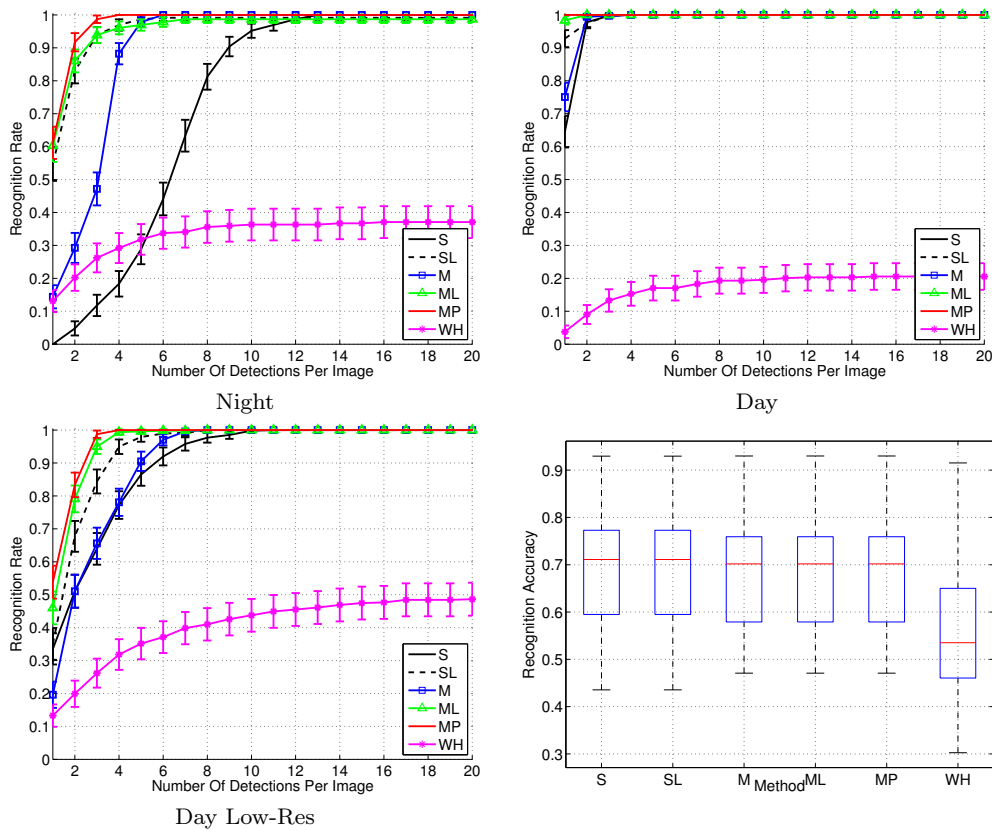 1
0.9
0.8
0.7
0.6
0.5
0.4
0.3
0.2
0.1
0
Recognition Rate
2 4 6 8 10 12 14 16 18 20
Number Of Detections Per Image
S
SL
M
ML
MP
WH
Night
1
0.9
0.8
0.7
0.6
0.5
0.4
0.3
0.2
0.1
0
Recognition Rate
2 4 6 8 10 12 14 16 18 20
Number Of Detections Per Image
S
SL
M
ML
MP
WH
Day
1
0.9
0.8
0.7
0.6
0.5
0.4
0.3
0.2
0.1
0
Recognition Rate
2 4 6 8 10 12 14 16 18 20
Number Of Detections Per Image
S
SL
M
ML
MP
WH
Day Low-Res
0.9
0.8
0.7
0.6
0.5
0.4
0.3
Recognition Accuracy
S SL M ML MP WH
Method